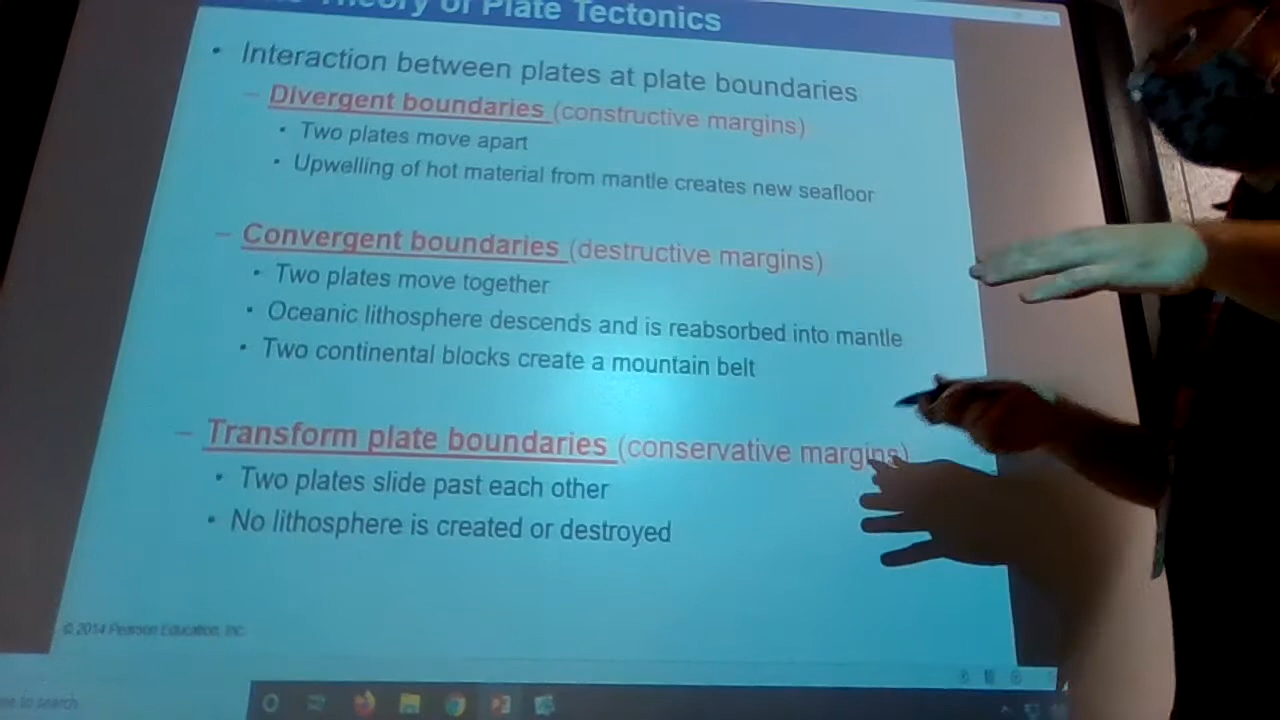 Theory of Plate Tectonics
• Interaction between plates at plate boundaries
– Divergent boundaries (constructive margins)
• Two plates move apart
• Upwelling of hot material from mantle creates new seafloor
– Convergent boundaries (destructive margins)
• Two plates move together
• Oceanic lithosphere descends and is reabsorbed into mantle
• Two continental blocks create a mountain belt
– Transform plate boundaries (conservative margins)
• Two plates slide past each other
• No lithosphere is created or destroyed
© 2014 Pearson Education, Inc.
to search